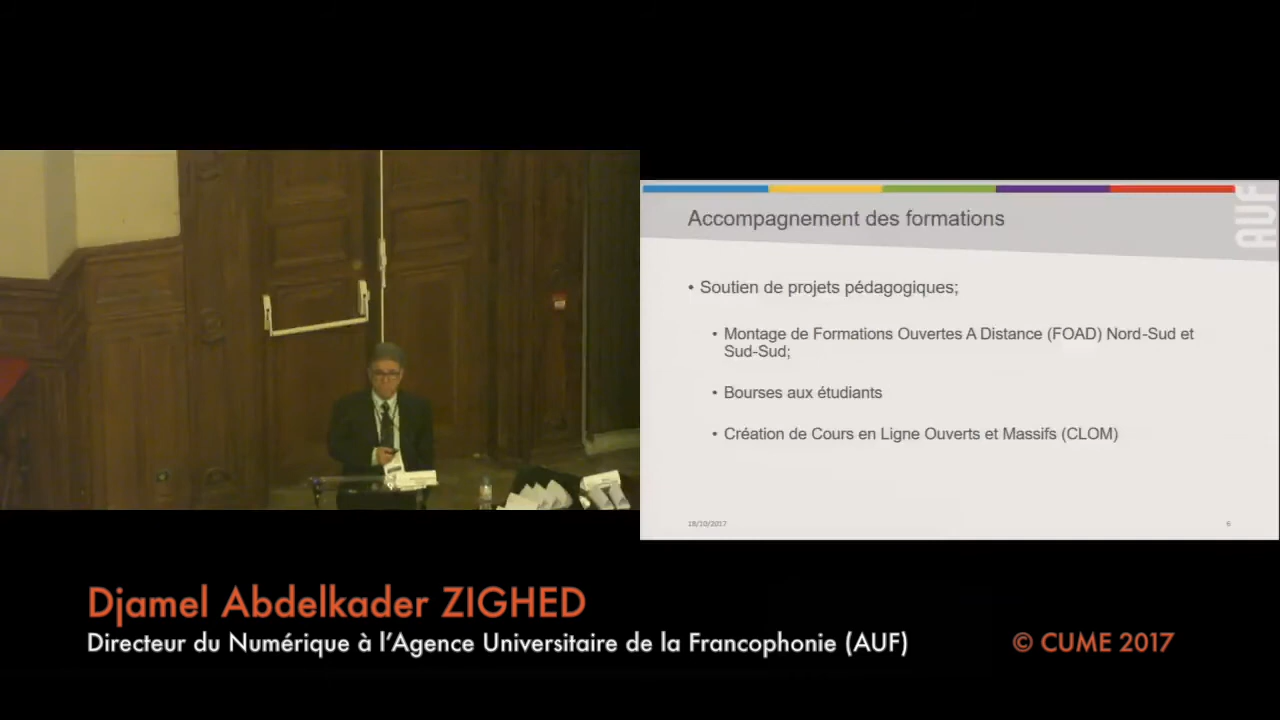 AUF
Accompagnement des formations
• Soutien de projets pédagogiques;
• Montage de Formations Ouvertes A Distance (FOAD) Nord-Sud et
Sud-Sud;
• Bourses aux étudiants
• Création de Cours en Ligne Ouverts et Massifs (CLOM)
18/10/2017
6
Djamel Abdelkader ZIGHED
Directeur du Numérique à l'Agence Universitaire de la Francophonie (AUF)
© CUME 2017